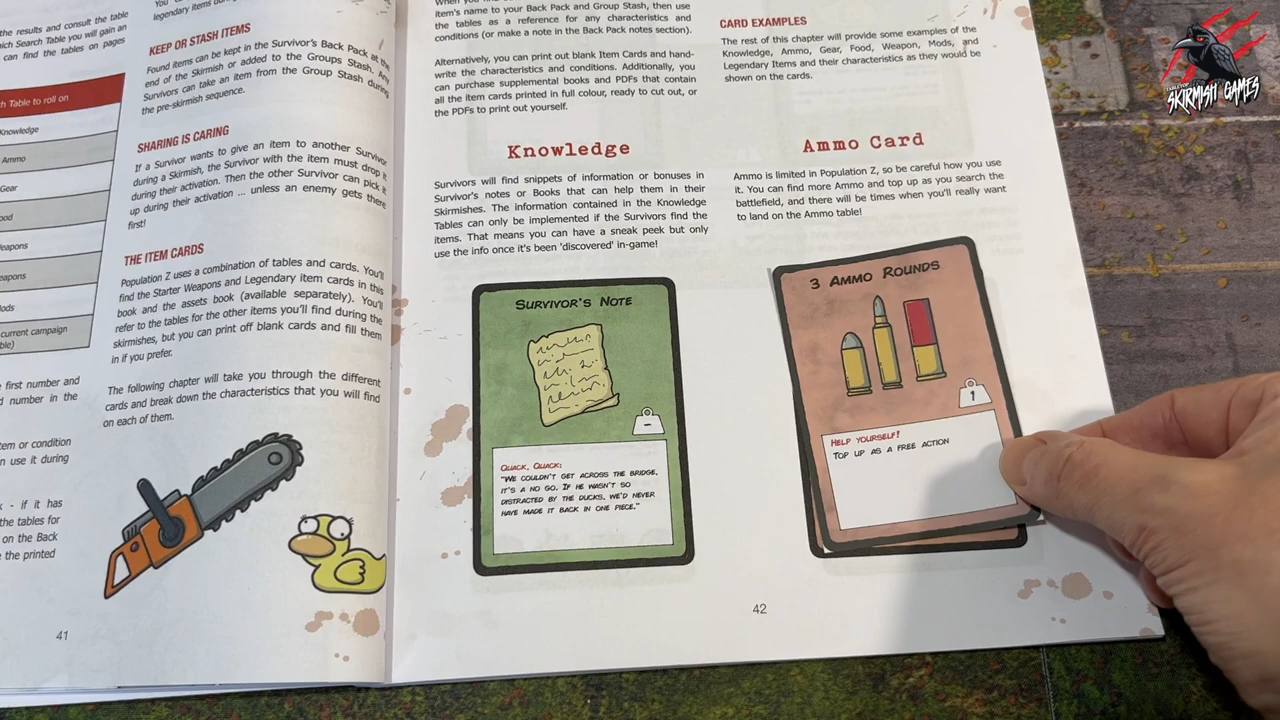 the results and consult the table
ich Search Table you will gain an
can find the tables on pages
h Table to roll on
Knowledge
Ammo
Gear
ood
eapons
eapons
ods
current campaign
ble)
first number and
d number in the
tem or condition
n use it during
k - if it has
the tables for
on the Back
e the printed
41
legendary items
KEEP OR STASH ITEMS
Found items can be kept in the Survivor's Back Pack at the
end of the Skirmish or added to the Groups Stash. Any
Survivors can take an item from the Group Stash during
the pre-skirmish sequence.
SHARING IS CARING
If a Survivor wants to give an item to another Survivor
during a Skirmish, the Survivor with the item must drop it
during their activation. Then the other Survivor can pick it
up during their activation ... unless an enemy gets there
first!
THE ITEM CARDS
Population Z uses a combination of tables and cards. You'll
find the Starter Weapons and Legendary item cards in this
book and the assets book (available separately). You'll
refer to the tables for the other items you'll find during the
skirmishes, but you can print off blank cards and fill them
in if you prefer.
The following chapter will take you through the different
cards and break down the characteristics that you will find
on each of them.
item's name to your Back Pack and Group Stash, then use
the tables as a reference for any characteristics and
conditions (or make a note in the Back Pack notes section).
Alternatively, you can print out blank Item Cards and hand-
write the characteristics and conditions. Additionally, you
can purchase supplemental books and PDFs that contain
all the item cards printed in full colour, ready to cut out, or
the PDFs to print out yourself.
Knowledge
Survivors will find snippets of information or bonuses in
Survivor's notes or Books that can help them in their
Skirmishes. The information contained in the Knowledge
Tables can only be implemented if the Survivors find the
items. That means you can have a sneak peek but only
use the info once it's been 'discovered' in-game!
SURVIVOR'S NOTE
-
QUACK, QUACK:
"WE COULDN'T GET ACROSS THE BRIDGE.
IT'S A NO GO. IF HE WASN'T SO
DISTRACTED BY THE DUCKS, WE'D NEVER
HAVE MADE IT BACK IN ONE PIECE."
CARD EXAMPLES
The rest of this chapter will provide some examples of the
Knowledge, Ammo, Gear, Food, Weapon, Mods, and
Legendary Items and their characteristics as they would be
shown on the cards.
Ammo Card
Ammo is limited in Population Z, so be careful how you use
it. You can find more Ammo and top up as you search the
battlefield, and there will be times when you'll really want
to land on the Ammo table!
3 AMMO ROUNDS
1
HELP YOURSELF!
TOP UP AS A FREE ACTION
42
SKIRMISH GAMES